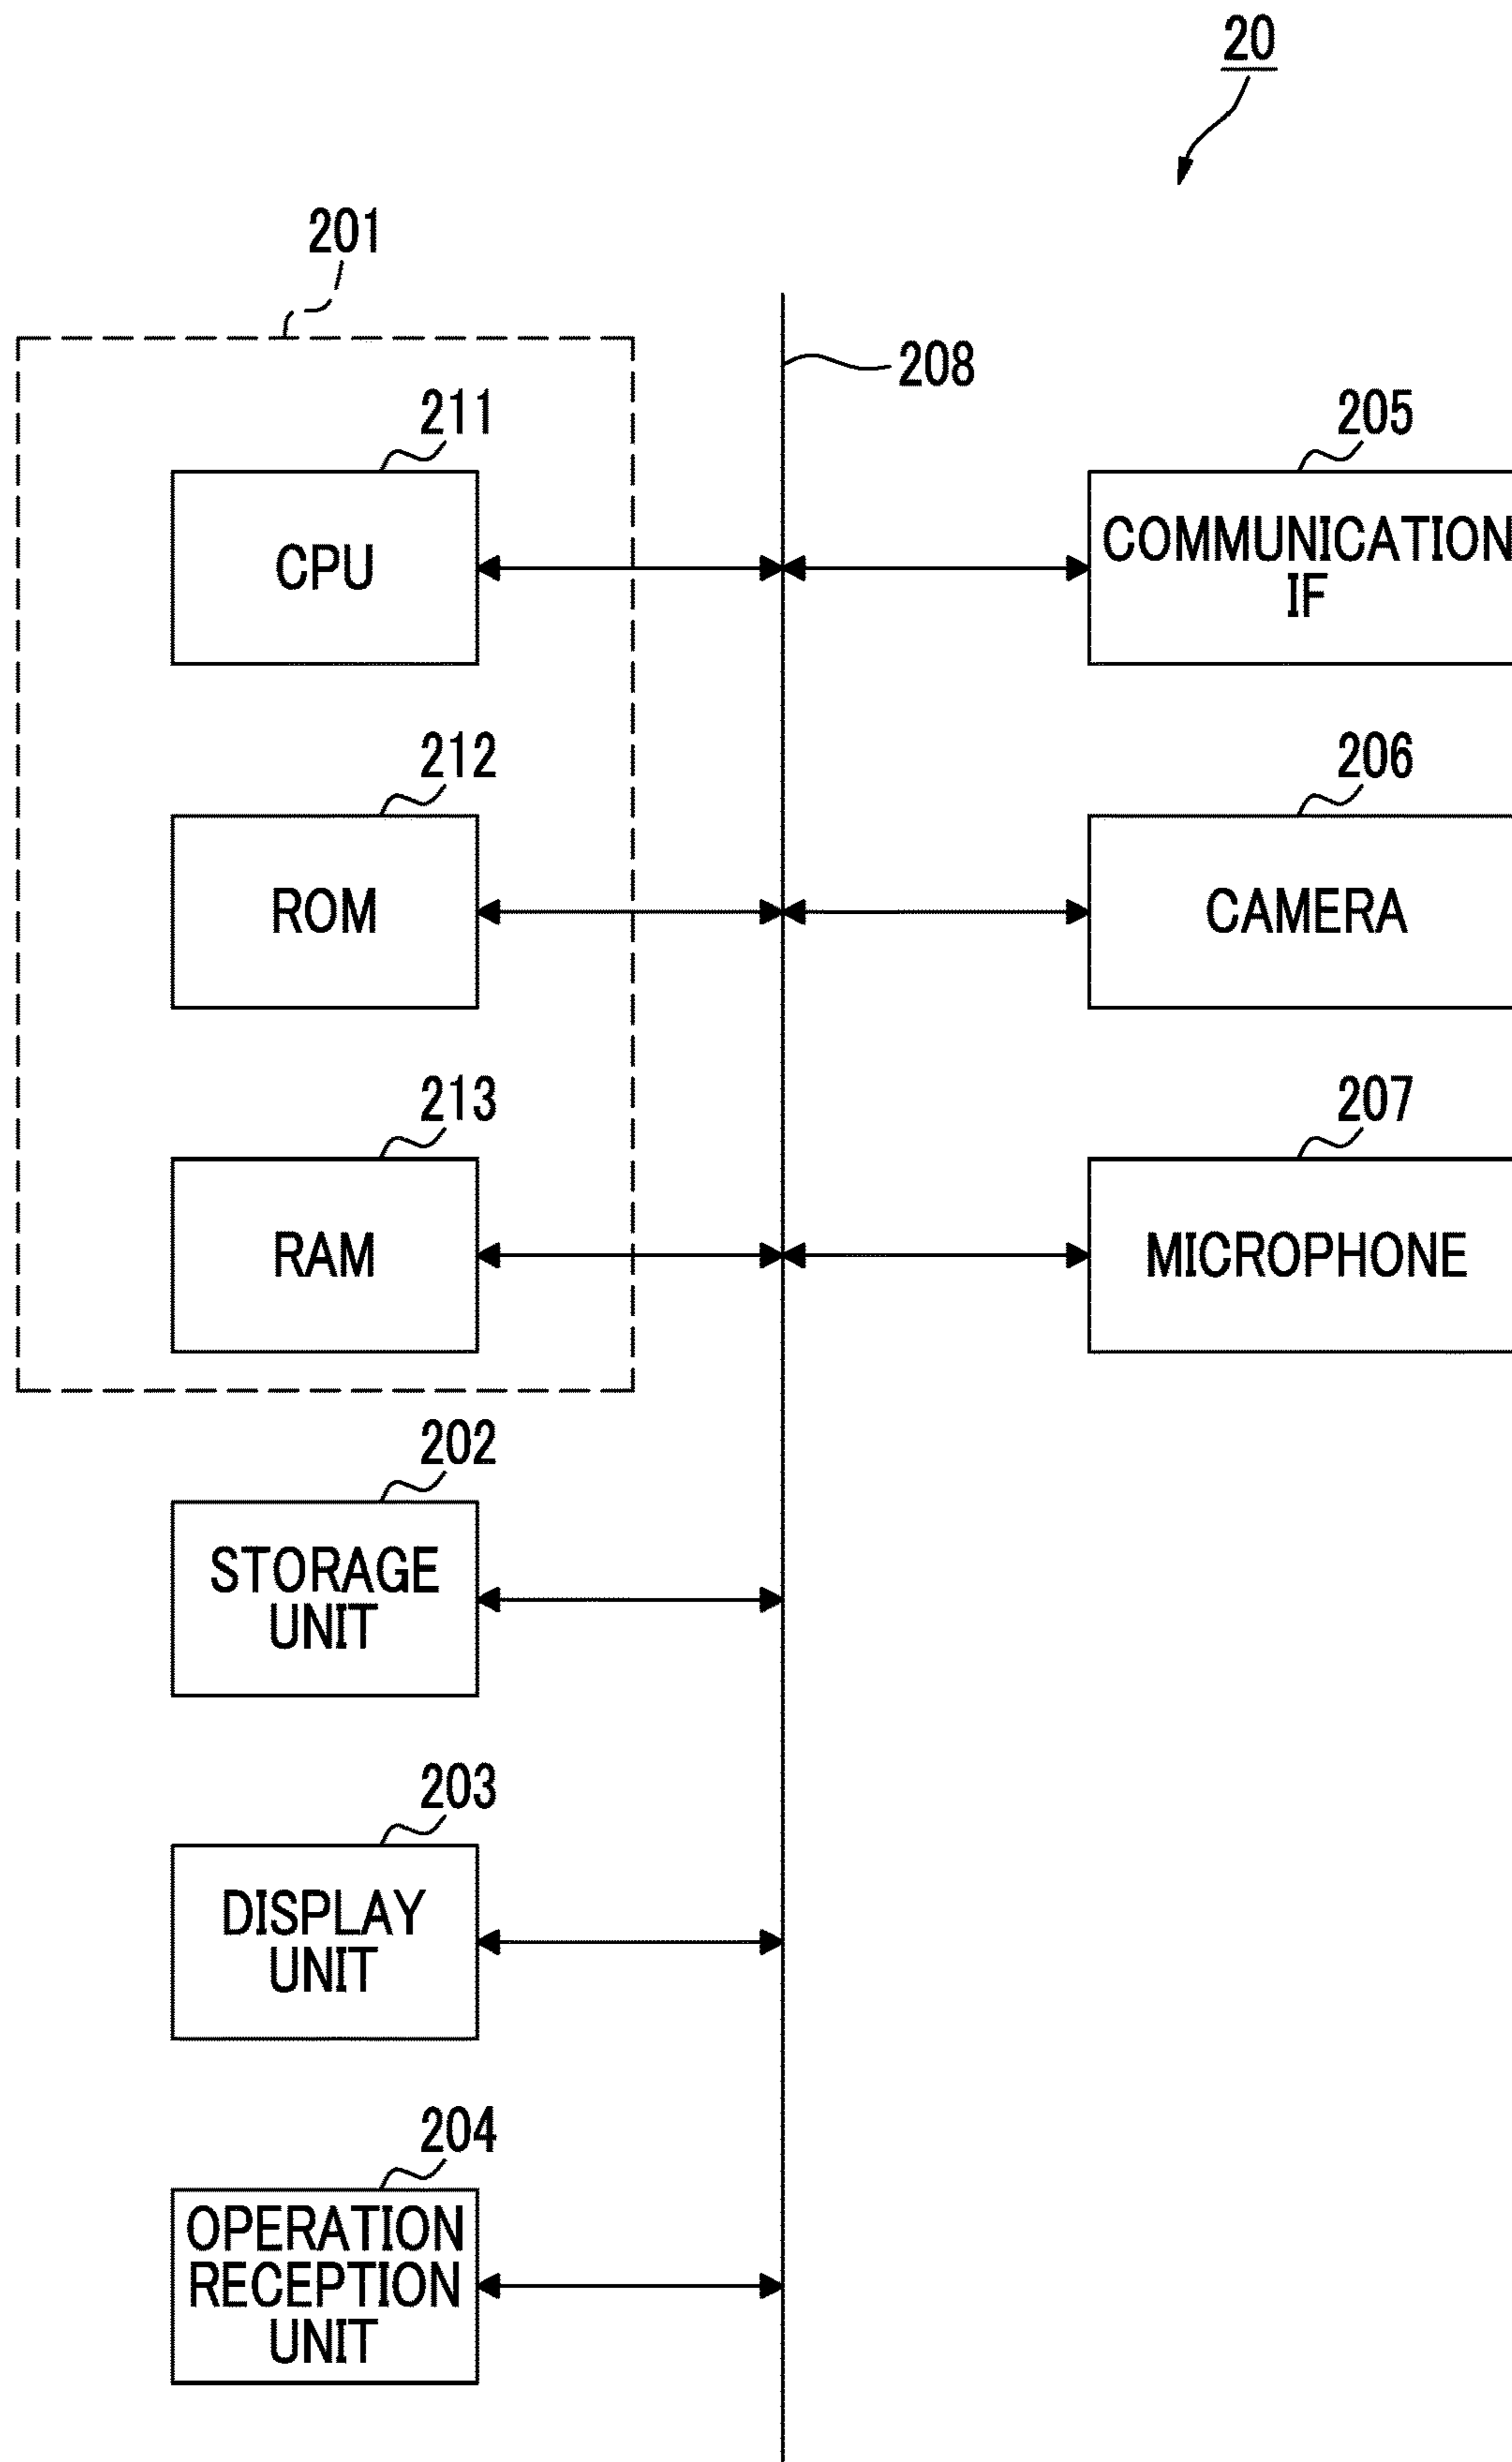 20
201
208
211
CPU
205
COMMUNICATION
IF
212
ROM
206
CAMERA
213
RAM
207
MICROPHONE
202
STORAGE
UNIT
203
DISPLAY
UNIT
204
OPERATION
RECEPTION
UNIT